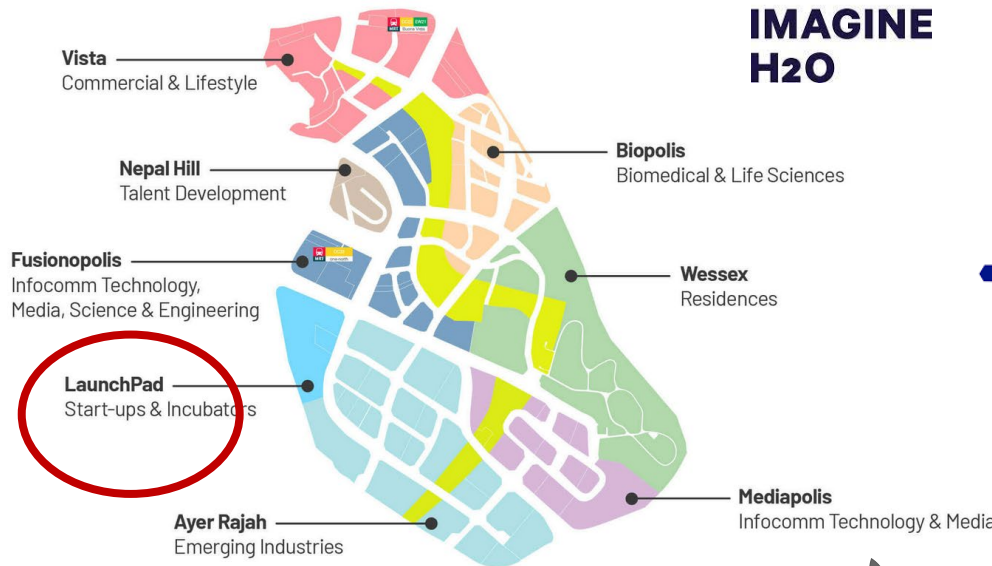 IMAGINE
H2O
Vista
Commercial & Lifestyle
Biopolis
Biomedical & Life Sciences
Nepal Hill
Talent Development
Fusionopolis
Infocomm Technology,
Media, Science & Engineering
Wessex
Residences
LaunchPad
Start-ups & Incubators
Mediapolis
Infocomm Technology & Media
Ayer Rajah
Emerging Industries